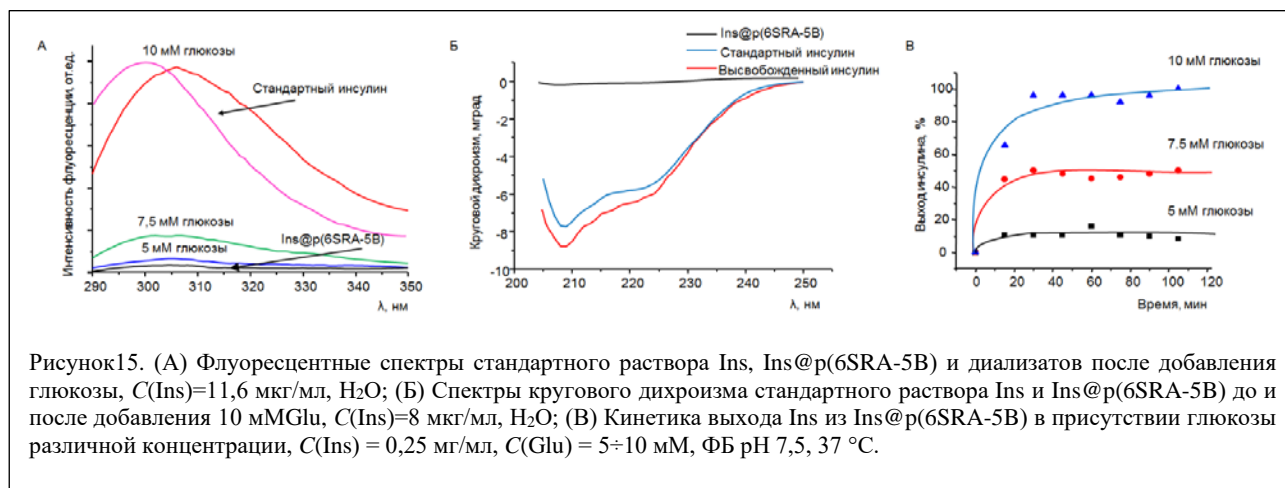 А
Интенсивность флуоресценции, от.ед.
10 мМ глюкозы
Стандартный инсулин
7,5 мМ глюкозы
Ins@p(6SRA-5B)
5 мМ глюкозы
290 300 310 320 330 340 350
λ, нм
Б
Ins@p(6SRA-5B)
Стандартный инсулин
Высвобожденный инсулин
Круговой дихроизм, мград
0
-2
-4
-6
-8
-10
200 210 220 230 240 250 260
λ, нм
В
Выход инсулина, %
10 мМ глюкозы
7.5 мМ глюкозы
5 мМ глюкозы
100
80
60
40
20
0
0 20 40 60 80 100 120
Время, мин
Рисунок15. (А) Флуоресцентные спектры стандартного раствора Ins, Ins@p(6SRA-5B) и диализатов после добавления
глюкозы, C(Ins)=11,6 мкг/мл, H₂O; (Б) Спектры кругового дихроизма стандартного раствора Ins и Ins@p(6SRA-5B) до и
после добавления 10 мМGlu, C(Ins)=8 мкг/мл, H₂O; (В) Кинетика выхода Ins из Ins@p(6SRA-5B) в присутствии глюкозы
различной концентрации, C(Ins) = 0,25 мг/мл, C(Glu) = 5÷10 мМ, ФБ pH 7,5, 37 °C.